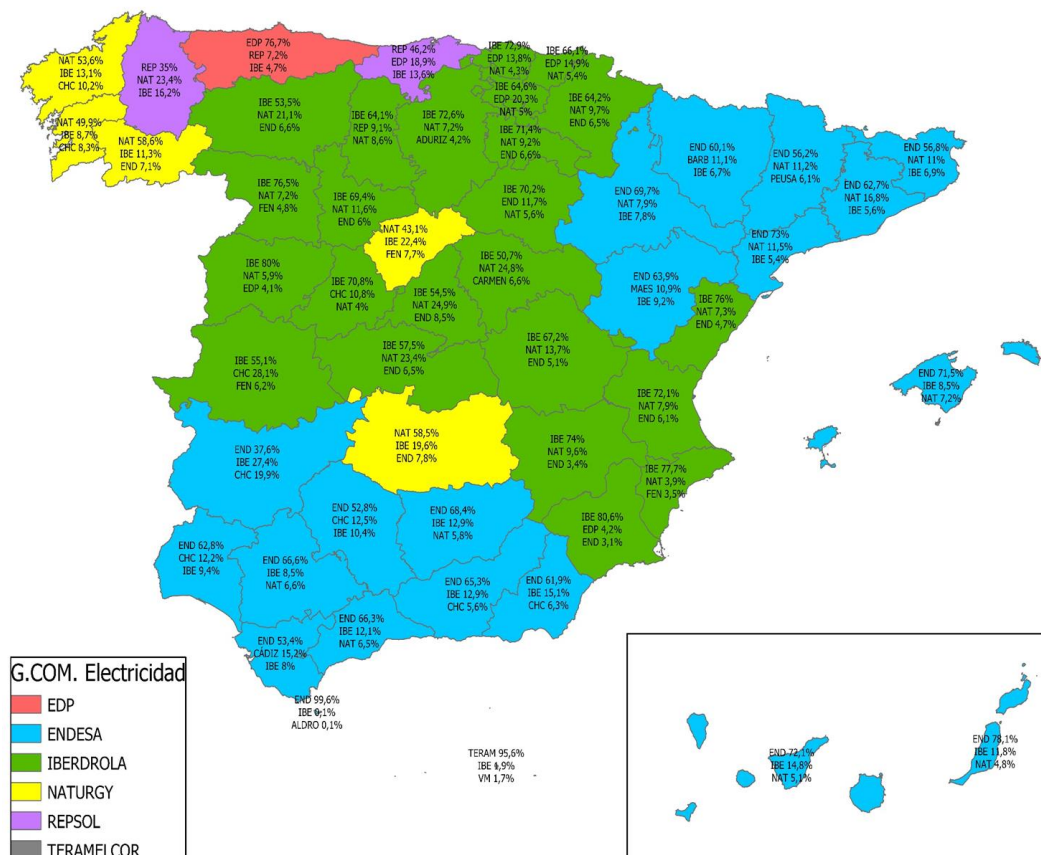 NAT 53,6%
IBE 13,1%
CHC 10,2%
REP 35%
NAT 23,4%
IBE 16,2%
EDP 76,7%
REP 7,2%
IBE 4,7%
REP 46,2%
EDP 18,9%
IBE 13,6%
IBE 72,9%
EDP 13,8%
NAT 4,3%
IBE 66,1%
EDP 14,9%
NAT 5,4%
IBE 64,6%
EDP 20,3%
NAT 5%
IBE 64,2%
NAT 9,7%
END 6,5%
NAT 49,9%
IBE 8,7%
CHC 8,3%
NAT 58,6%
IBE 11,3%
END 7,1%
IBE 53,5%
NAT 21,1%
END 6,6%
IBE 64,1%
REP 9,1%
NAT 8,6%
IBE 72,6%
NAT 7,2%
ADURIZ 4,2%
IBE 71,4%
NAT 9,2%
END 6,6%
END 60,1%
BARB 11,1%
IBE 6,7%
END 56,2%
NAT 11,2%
PEUSA 6,1%
END 56,8%
NAT 11%
IBE 6,9%
END 62,7%
NAT 16,8%
IBE 5,6%
IBE 76,5%
NAT 7,2%
FEN 4,8%
IBE 69,4%
NAT 11,6%
END 6%
IBE 70,2%
END 11,7%
NAT 5,6%
END 69,7%
NAT 7,9%
IBE 7,8%
END 73%
NAT 11,5%
IBE 5,4%
NAT 43,1%
IBE 22,4%
FEN 7,7%
IBE 80%
NAT 5,9%
EDP 4,1%
IBE 70,8%
CHC 10,8%
NAT 4%
IBE 50,7%
NAT 24,8%
CARMEN 6,6%
IBE 54,5%
NAT 24,9%
END 8,5%
END 63,9%
MAES 10,9%
IBE 9,2%
IBE 76%
NAT 7,3%
END 4,7%
IBE 55,1%
CHC 28,1%
FEN 6,2%
IBE 57,5%
NAT 23,4%
END 6,5%
IBE 67,2%
NAT 13,7%
END 5,1%
IBE 72,1%
NAT 7,9%
END 6,1%
END 71,5%
IBE 8,5%
NAT 7,2%
END 37,6%
IBE 27,4%
CHC 19,9%
NAT 58,5%
IBE 19,6%
END 7,8%
IBE 74%
NAT 9,6%
END 3,4%
IBE 77,7%
NAT 3,9%
FEN 3,5%
IBE 80,6%
EDP 4,2%
END 3,1%
END 52,8%
CHC 12,5%
IBE 10,4%
END 68,4%
IBE 12,9%
NAT 5,8%
END 62,8%
CHC 12,2%
IBE 9,4%
END 66,6%
IBE 8,5%
NAT 6,6%
END 65,3%
IBE 12,9%
CHC 5,6%
END 61,9%
IBE 15,1%
CHC 6,3%
END 66,3%
IBE 12,1%
NAT 6,5%
END 53,4%
CÁDIZ 15,2%
IBE 8%
END 99,6%
IBE 0,1%
ALDRO 0,1%
TERAM 95,6%
IBE 1,9%
VM 1,7%
END 72,1%
IBE 14,8%
NAT 5,1%
END 78,1%
IBE 11,8%
NAT 4,8%
G.COM. Electricidad
EDP
ENDESA
IBERDROLA
NATURGY
REPSOL
TERAMELCOR